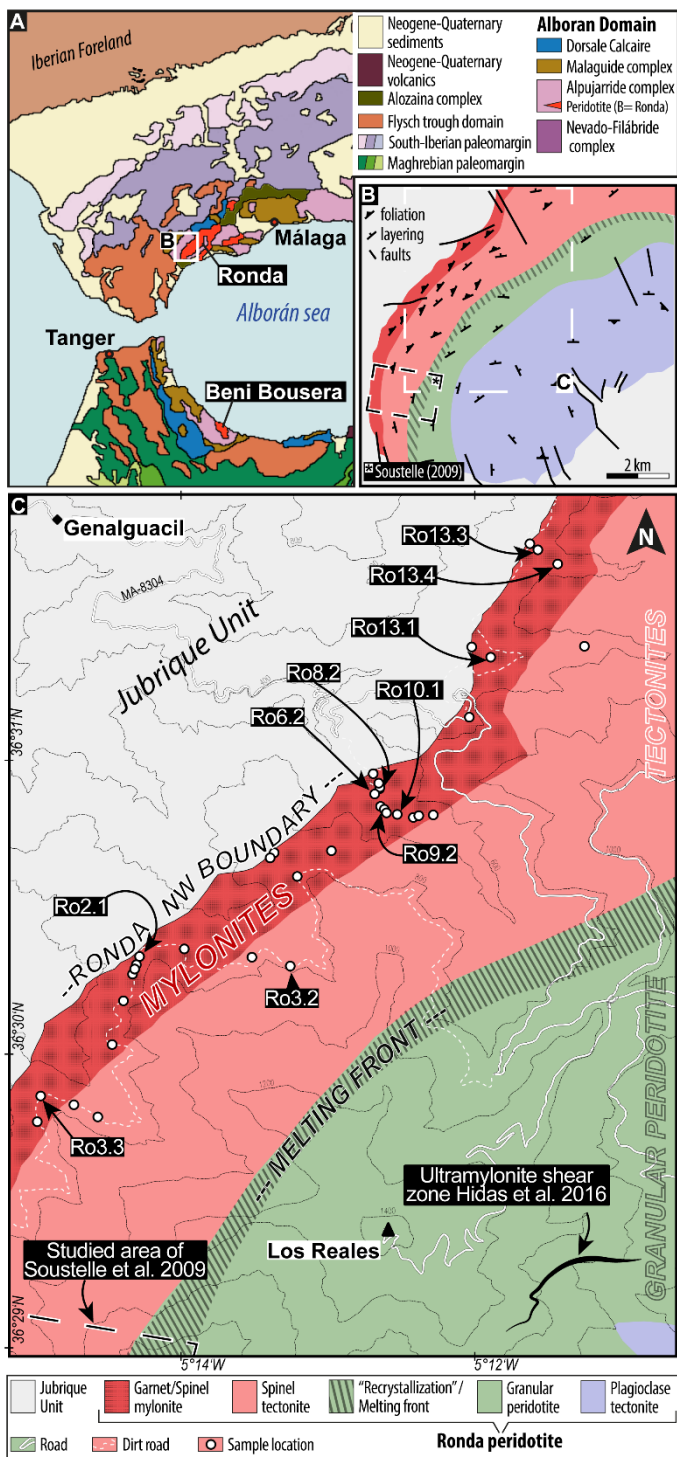 A
Iberian Foreland
B
Málaga
Ronda
Alborán sea
Tanger
Beni Bousera
Neogene-Quaternary
sediments
Neogene-Quaternary
volcanics
Alozaina complex
Flysch trough domain
South-Iberian paleomargin
Maghrebian paleomargin
Alboran Domain
Dorsale Calcaire
Malaguide complex
Alpujarride complex
Peridotite (B= Ronda)
Nevado-Filábride
complex
B
foliation
layering
faults
C
*
* Soustelle (2009)
2 km
C
Genalguacil
MA-8304
N
Ro13.3
Ro13.4
Jubrique Unit
Ro13.1
Ro8.2
Ro10.1
Ro6.2
TECTONITES
36°31'N
--- RONDA NW BOUNDARY ---
Ro9.2
MYLONITES
Ro2.1
1000
Ro3.2
36°30'N
--- MELTING FRONT ---
1200
Ro3.3
GRANULAR PERIDOTITE
Ultramylonite shear
zone Hidas et al. 2016
1400
Los Reales
Studied area of
Soustelle et al. 2009
36°29'N
5°14'W
5°12'W
Jubrique
Unit
Garnet/Spinel
mylonite
Spinel
tectonite
"Recrystallization"/
Melting front
Granular
peridotite
Plagioclase
tectonite
Road
Dirt road
Sample location
Ronda peridotite